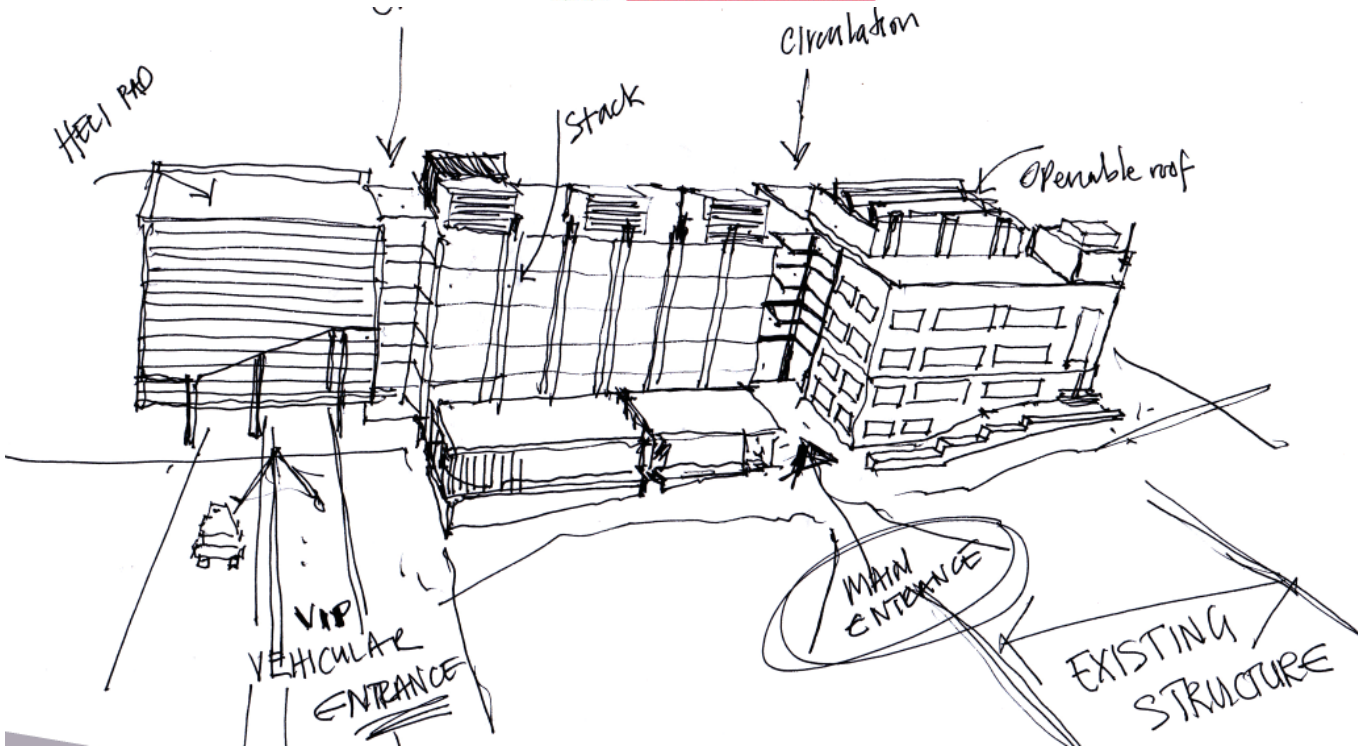 Circulation
HELI PAD
Stack
Openable roof
MAIN
ENTRANCE
VIP
VEHICULAR
ENTRANCE
EXISTING
STRUCTURE